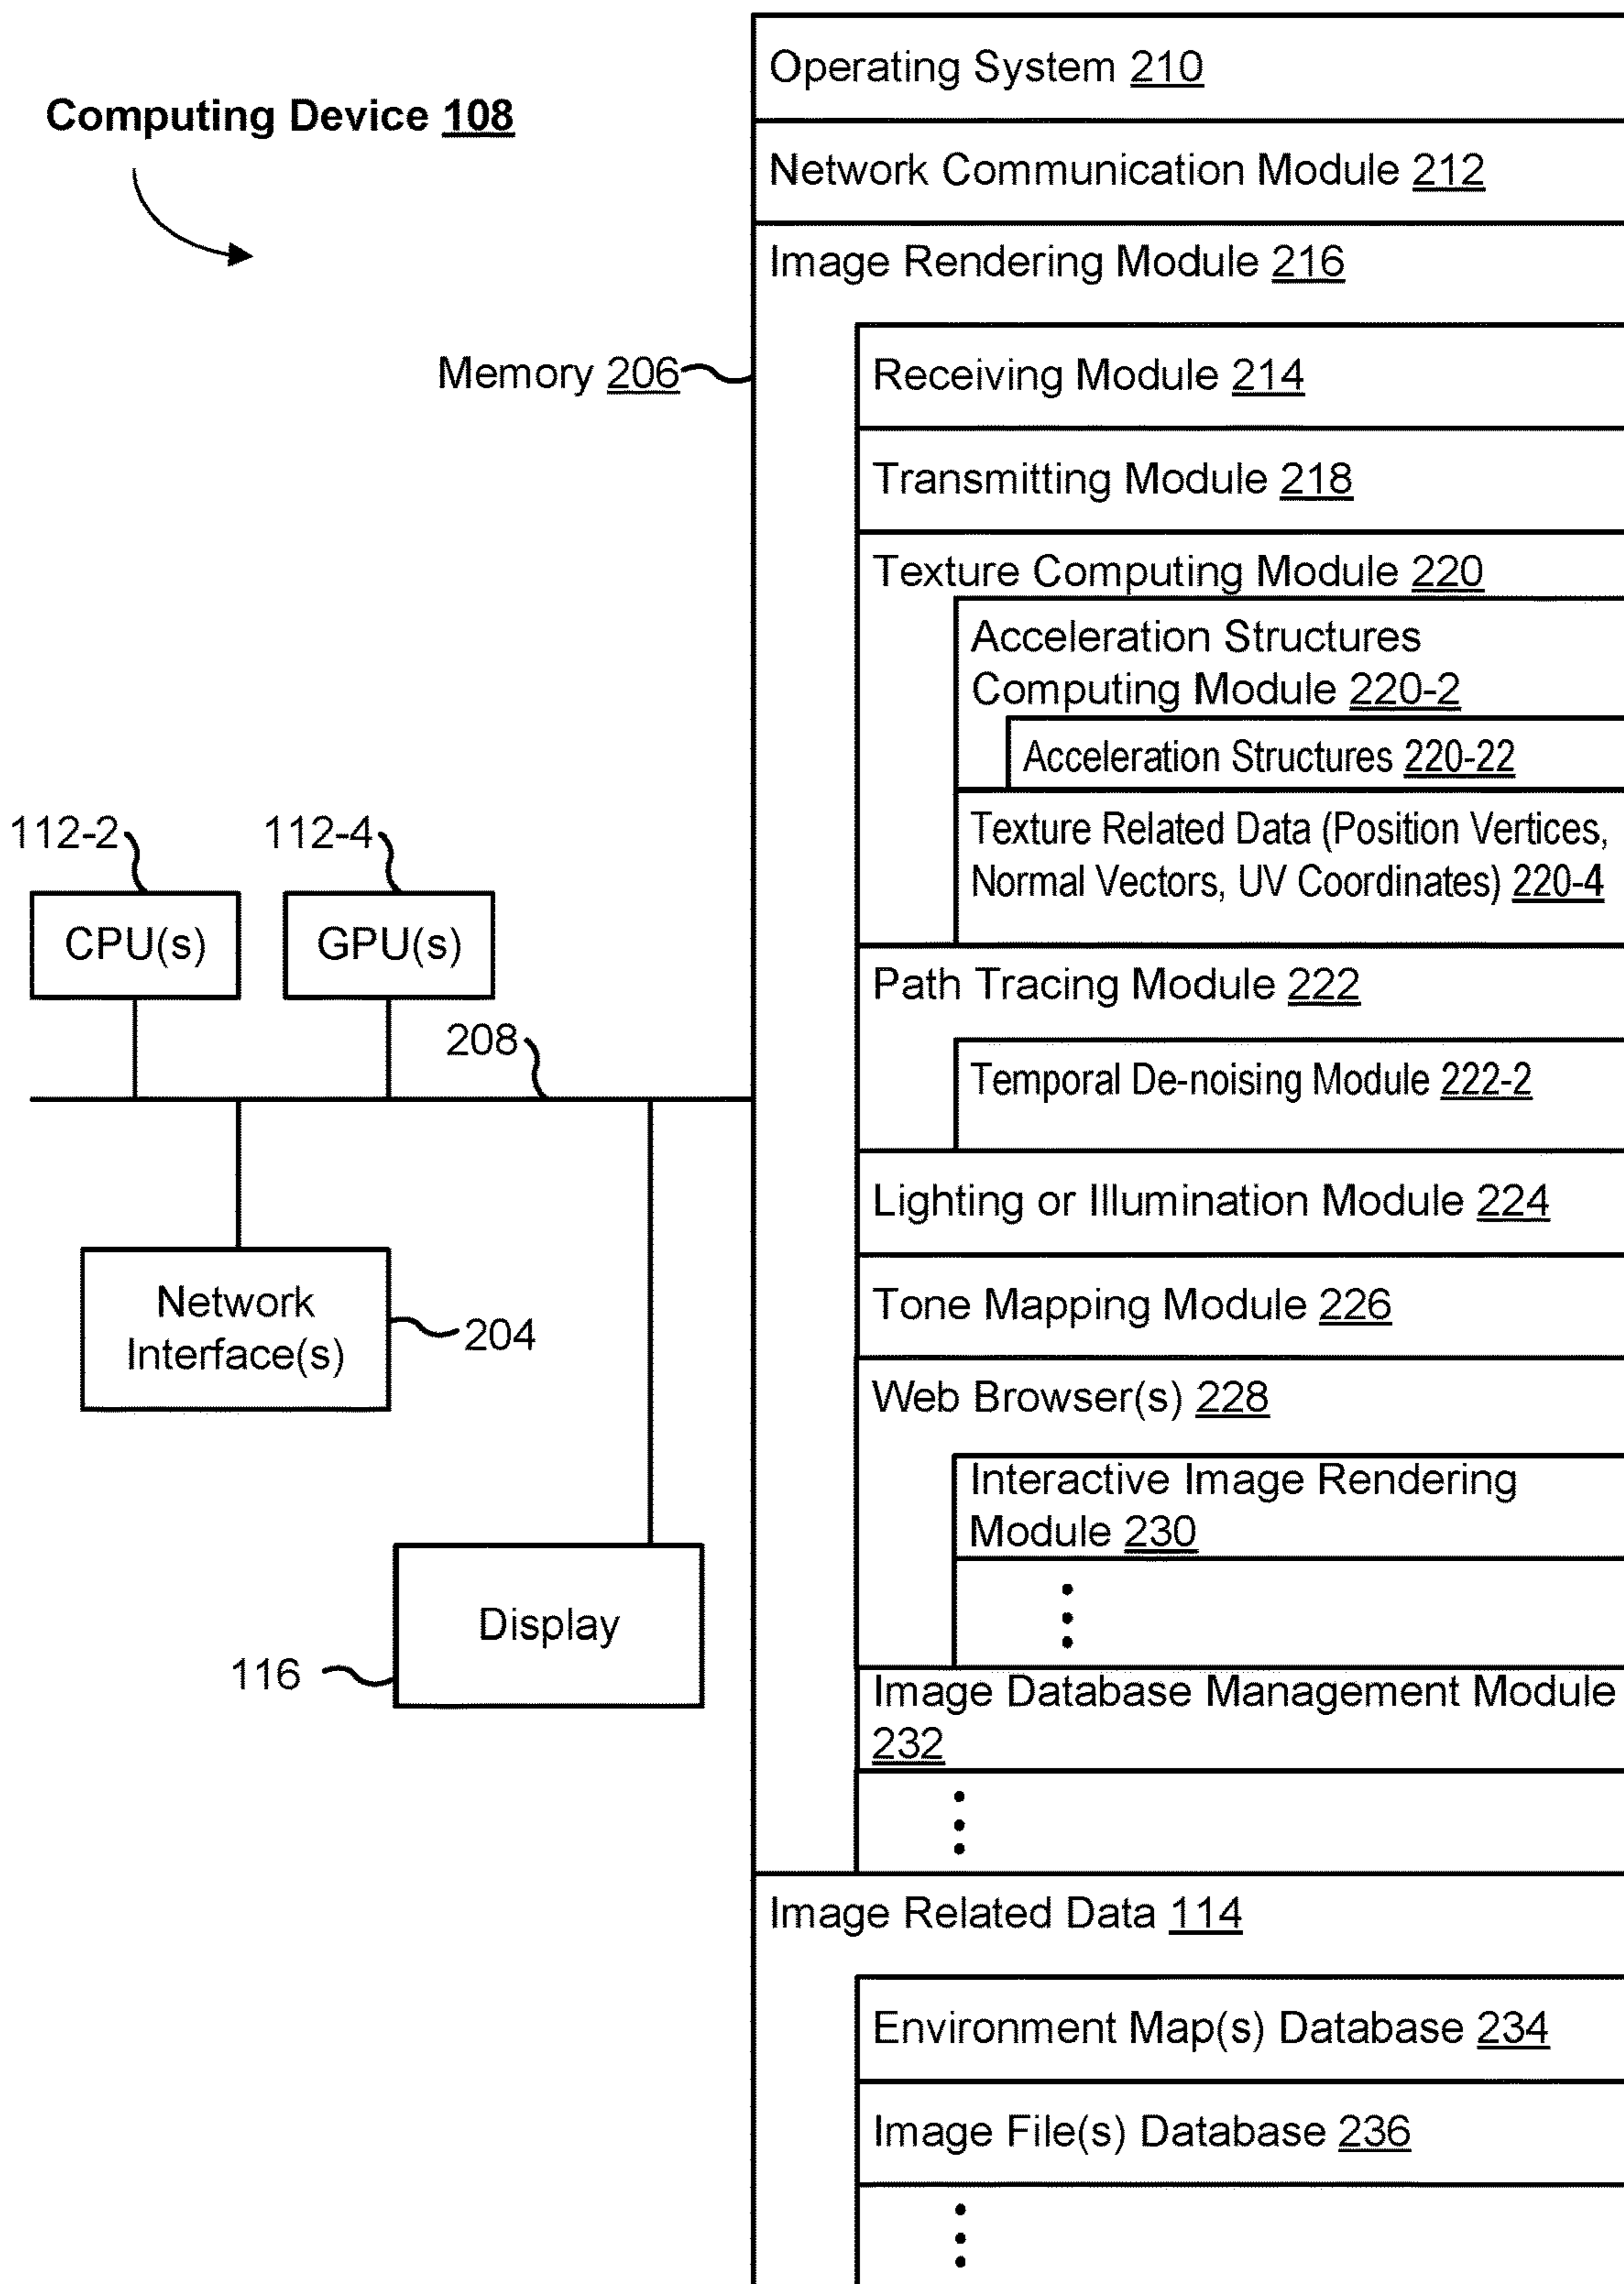 Computing Device 108
Memory 206
112-2
112-4
CPU(s)
GPU(s)
208
Network
Interface(s)
204
Display
116
Operating System 210
Network Communication Module 212
Image Rendering Module 216
Receiving Module 214
Transmitting Module 218
Texture Computing Module 220
Acceleration Structures
Computing Module 220-2
Acceleration Structures 220-22
Texture Related Data (Position Vertices,
Normal Vectors, UV Coordinates) 220-4
Path Tracing Module 222
Temporal De-noising Module 222-2
Lighting or Illumination Module 224
Tone Mapping Module 226
Web Browser(s) 228
Interactive Image Rendering
Module 230
Image Database Management Module
232
Image Related Data 114
Environment Map(s) Database 234
Image File(s) Database 236